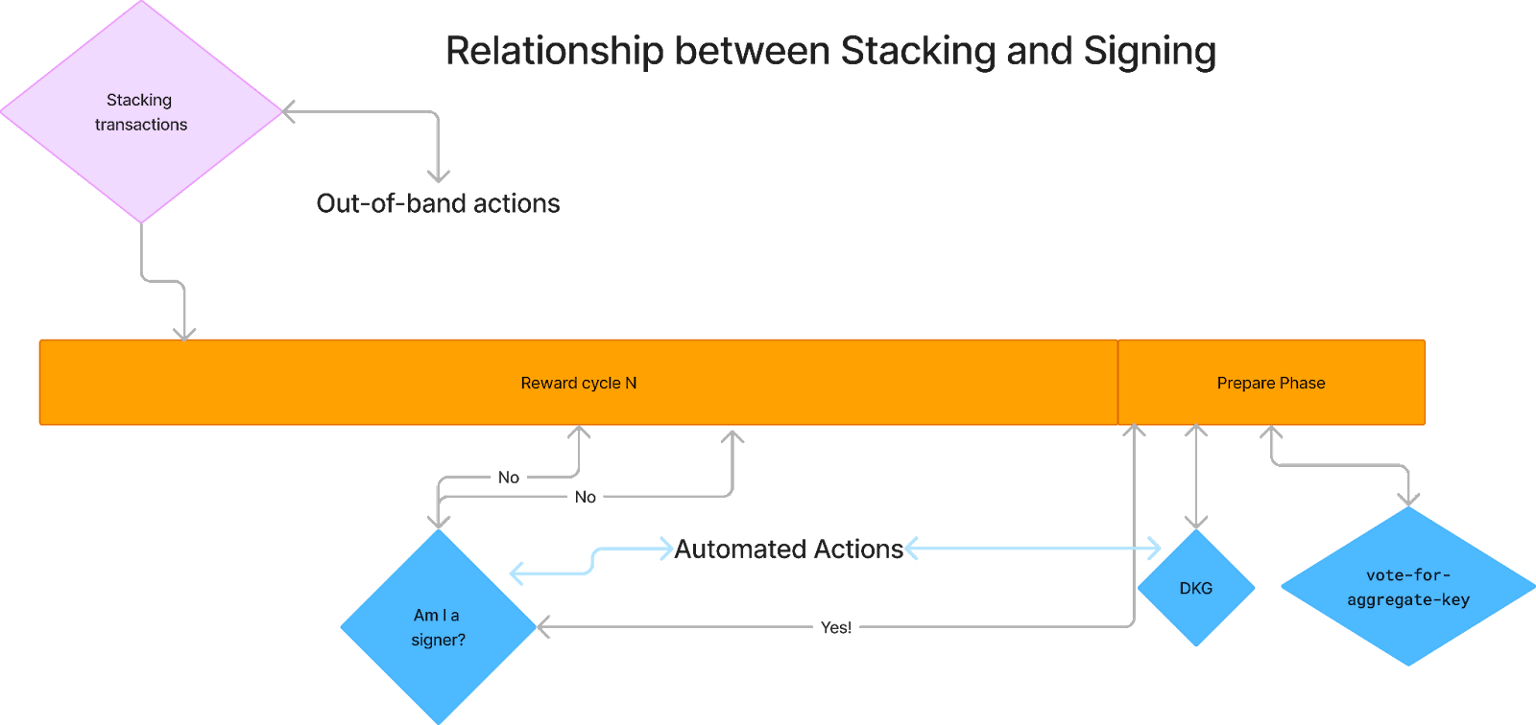 Relationship between Stacking and Signing
Stacking
transactions
Out-of-band actions
Reward cycle N
Prepare Phase
No
No
Automated Actions
Am I a
signer?
Yes!
DKG
vote-for-
aggregate-key